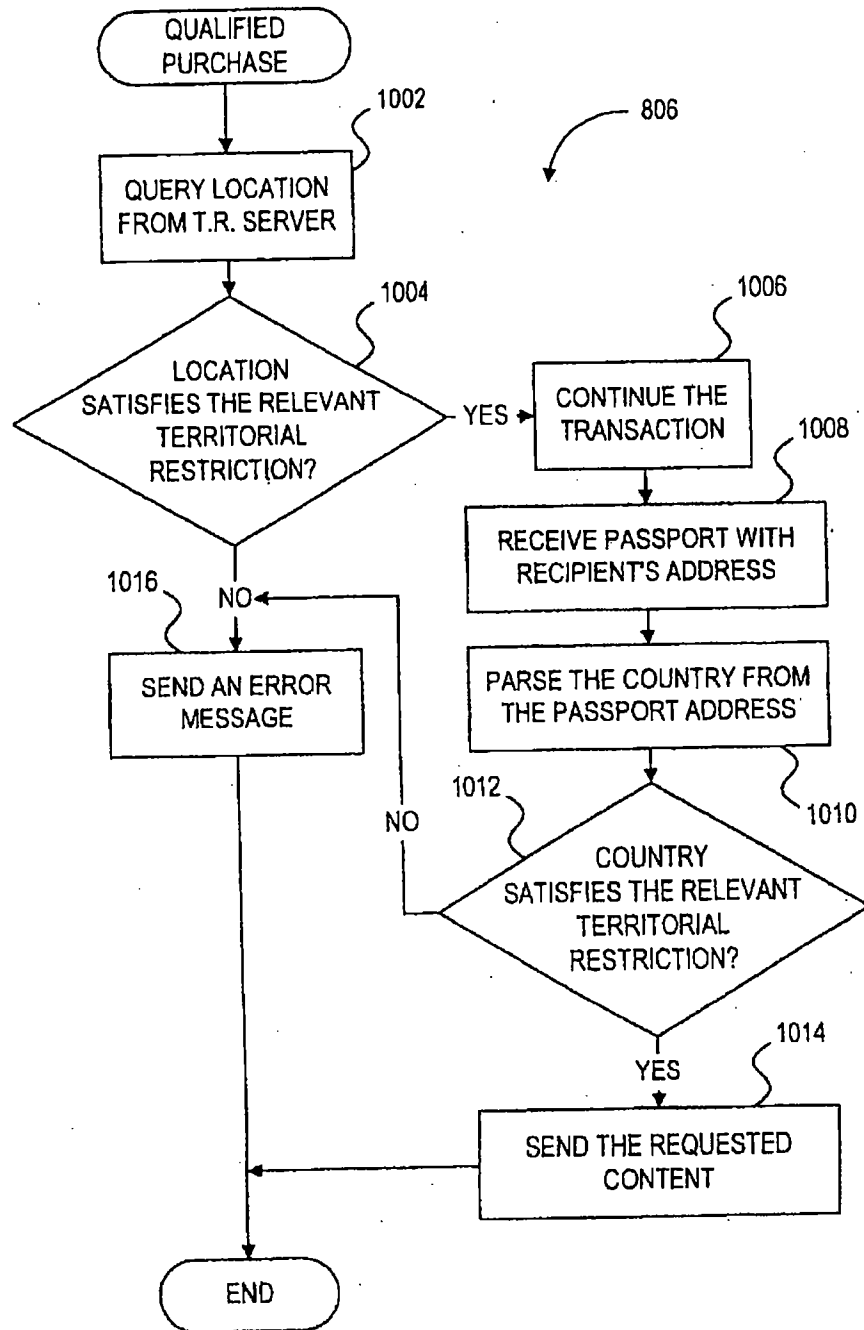 QUALIFIED
PURCHASE
1002
806
QUERY LOCATION
FROM T.R. SERVER
1004
LOCATION
SATISFIES THE RELEVANT
TERRITORIAL
RESTRICTION?
YES
1006
CONTINUE THE
TRANSACTION
1008
RECEIVE PASSPORT WITH
RECIPIENT'S ADDRESS
1016
NO
SEND AN ERROR
MESSAGE
PARSE THE COUNTRY FROM
THE PASSPORT ADDRESS
1010
1012
NO
COUNTRY
SATISFIES THE RELEVANT
TERRITORIAL
RESTRICTION?
YES
1014
SEND THE REQUESTED
CONTENT
END